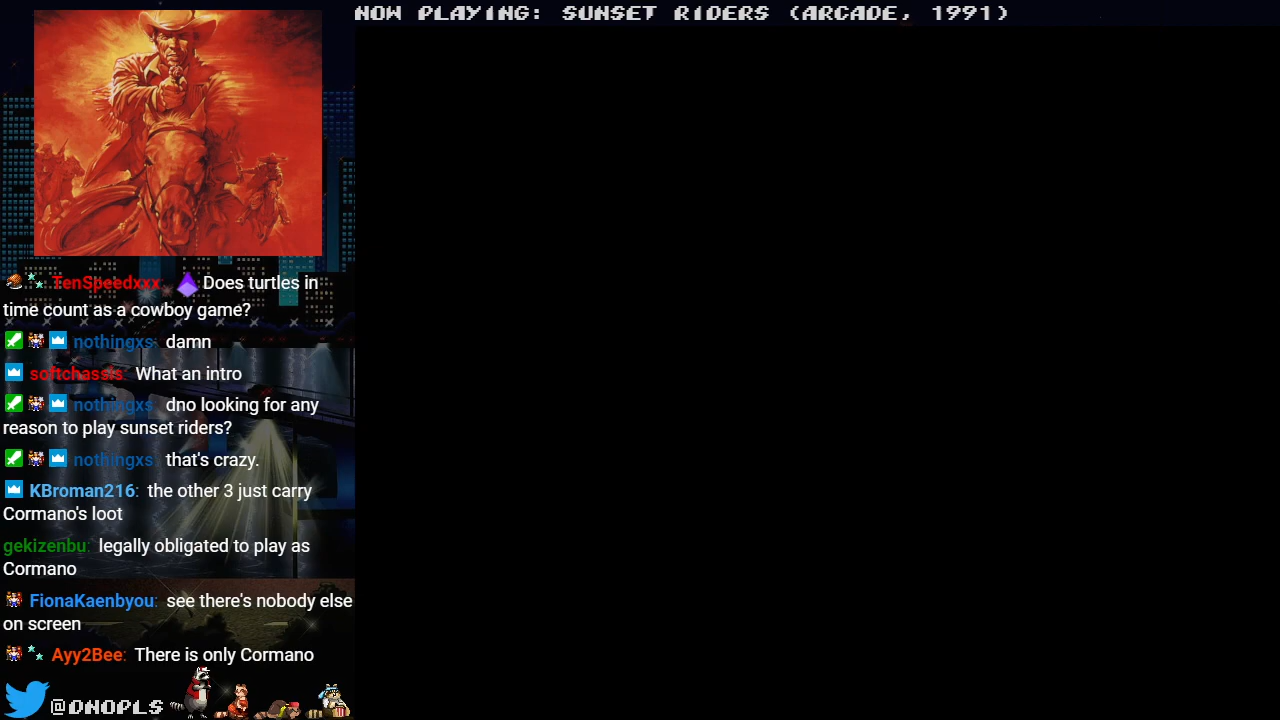 NOW PLAYING: SUNSET RIDERS (ARCADE, 1991)
TenSpeedxxx: Does turtles in
time count as a cowboy game?
nothingxs: damn
softchassis: What an intro
nothingxs: dno looking for any
reason to play sunset riders?
nothingxs: that's crazy.
KBroman216: the other 3 just carry
Cormano's loot
gekizenbu: legally obligated to play as
Cormano
FionaKaenbyou: see there's nobody else
on screen
Ayy2Bee: There is only Cormano
@DNOPLS